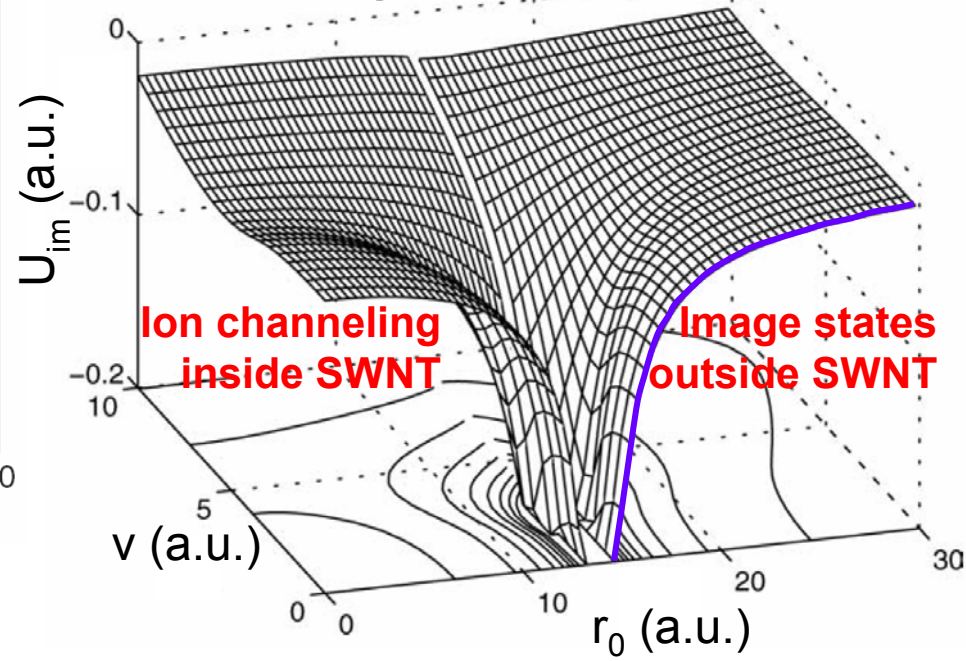 0
U_im (a.u.)
−0.1
Ion channeling
inside SWNT
Image states
outside SWNT
−0.2
10
0
5
v (a.u.)
0
0
10
20
30
r_0 (a.u.)